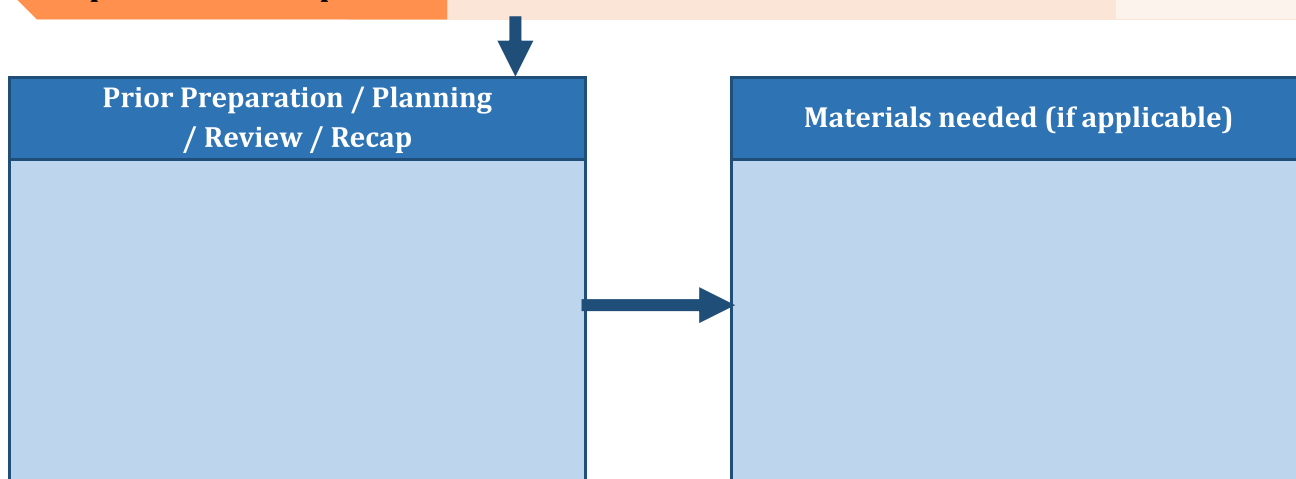 Prior Preparation / Planning
/ Review / Recap
Materials needed (if applicable)